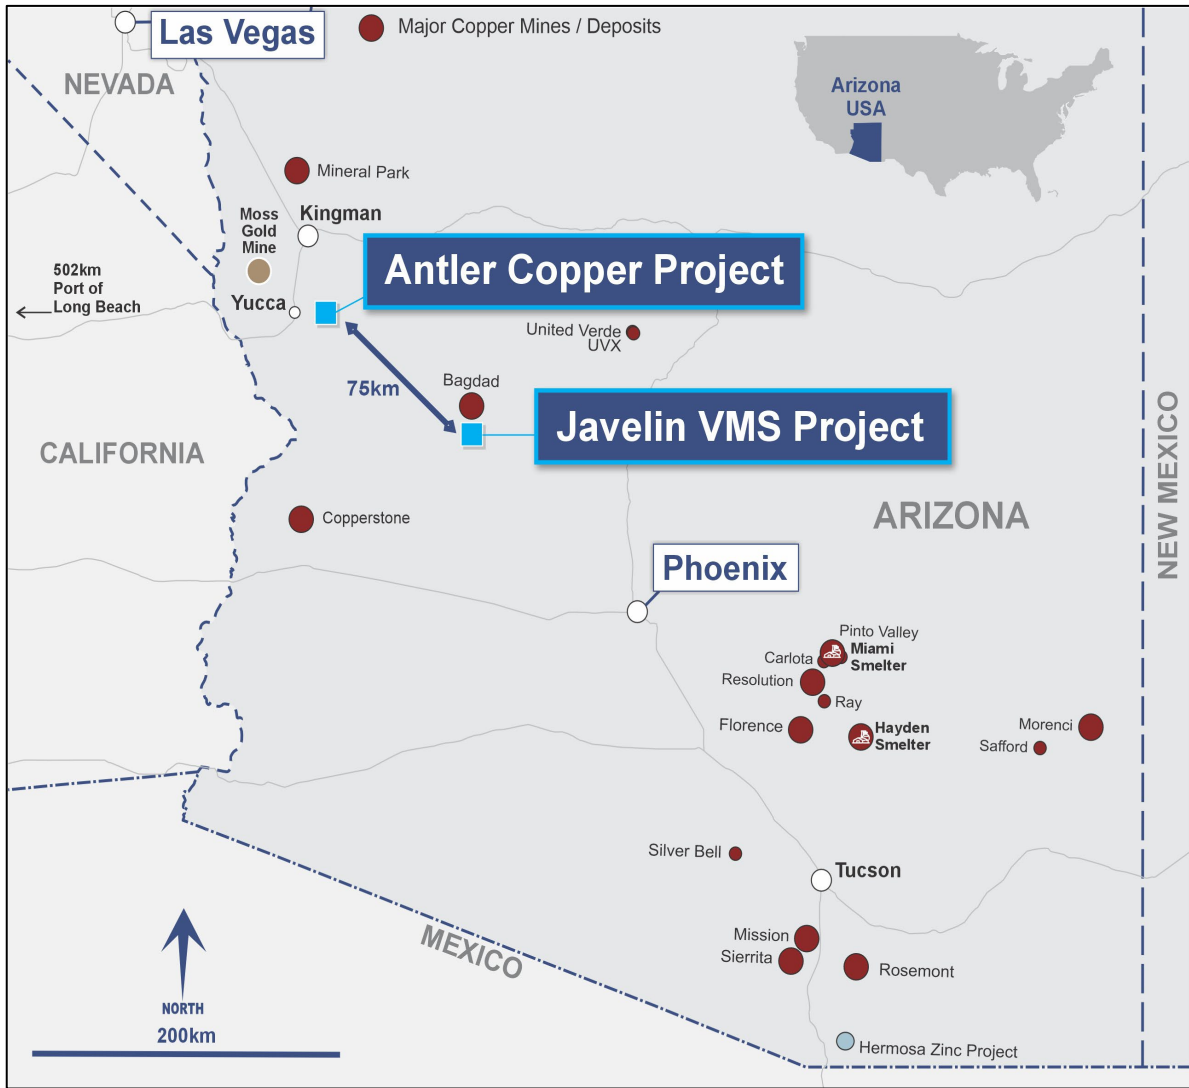 Las Vegas
Major Copper Mines / Deposits
NEVADA
Arizona
USA
Mineral Park
Moss
Gold
Mine
Kingman
Antler Copper Project
502km
Port of
Long Beach
Yucca
United Verde
UVX
75km
Bagdad
Javelin VMS Project
CALIFORNIA
NEW MEXICO
Copperstone
ARIZONA
Phoenix
Pinto Valley
Carlota
Miami
Smelter
Resolution
Ray
Florence
Hayden
Smelter
Morenci
Safford
Silver Bell
Tucson
MEXICO
Mission
Sierrita
Rosemont
NORTH
200km
Hermosa Zinc Project